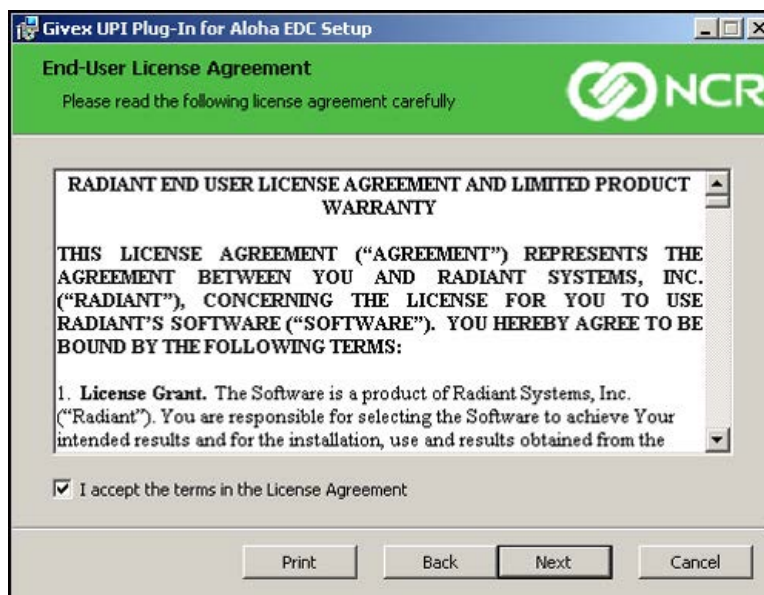 Givex UPI Plug-In for Aloha EDC Setup
End-User License Agreement
Please read the following license agreement carefully
NCR
RADIANT END USER LICENSE AGREEMENT AND LIMITED PRODUCT
WARRANTY
THIS LICENSE AGREEMENT (“AGREEMENT”) REPRESENTS THE
AGREEMENT BETWEEN YOU AND RADIANT SYSTEMS, INC.
(“RADIANT”), CONCERNING THE LICENSE FOR YOU TO USE
RADIANT'S SOFTWARE (“SOFTWARE”). YOU HEREBY AGREE TO BE
BOUND BY THE FOLLOWING TERMS:
1. License Grant. The Software is a product of Radiant Systems, Inc.
(“Radiant”). You are responsible for selecting the Software to achieve Your
intended results and for the installation, use and results obtained from the
I accept the terms in the License Agreement
Print Back Next Cancel